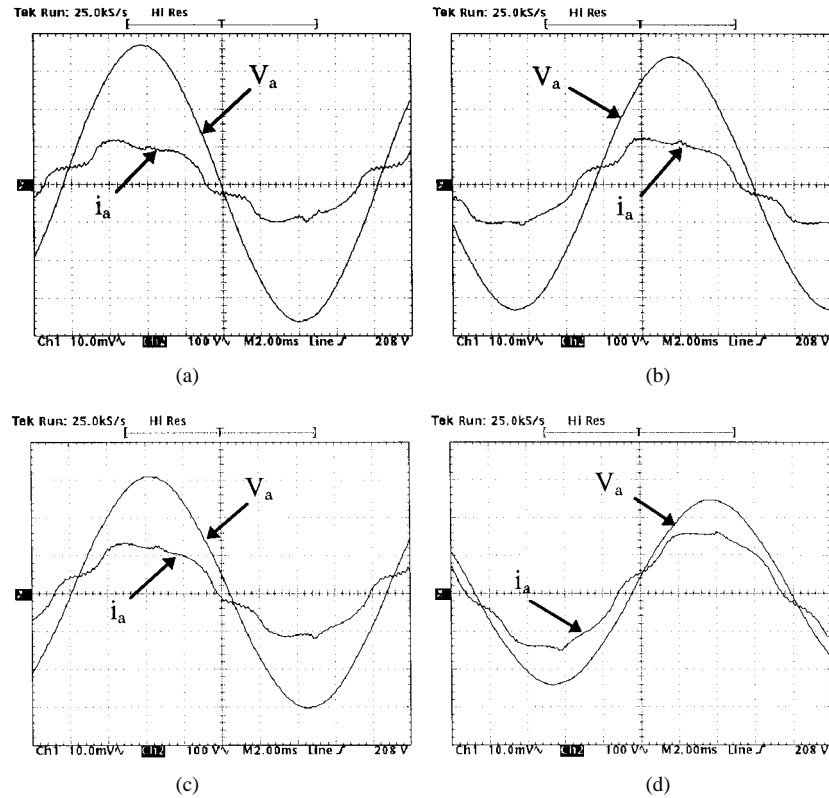 Tek Run: 25.0kS/s Hi Res
Va
ia
Ch1 10.0mV∿ Ch2 100 V∿ M2.00ms Line ƒ 208 V
(a)
Tek Run: 25.0kS/s Hi Res
Va
ia
Ch1 10.0mV∿ Ch2 100 V∿ M2.00ms Line ƒ 208 V
(b)
Tek Run: 25.0kS/s Hi Res
Va
ia
Ch1 10.0mV∿ Ch2 100 V∿ M2.00ms Line ƒ 208 V
(c)
Tek Run: 25.0kS/s Hi Res
Va
ia
Ch1 10.0mV∿ Ch2 100 V∿ M2.00ms Line ƒ 208 V
(d)